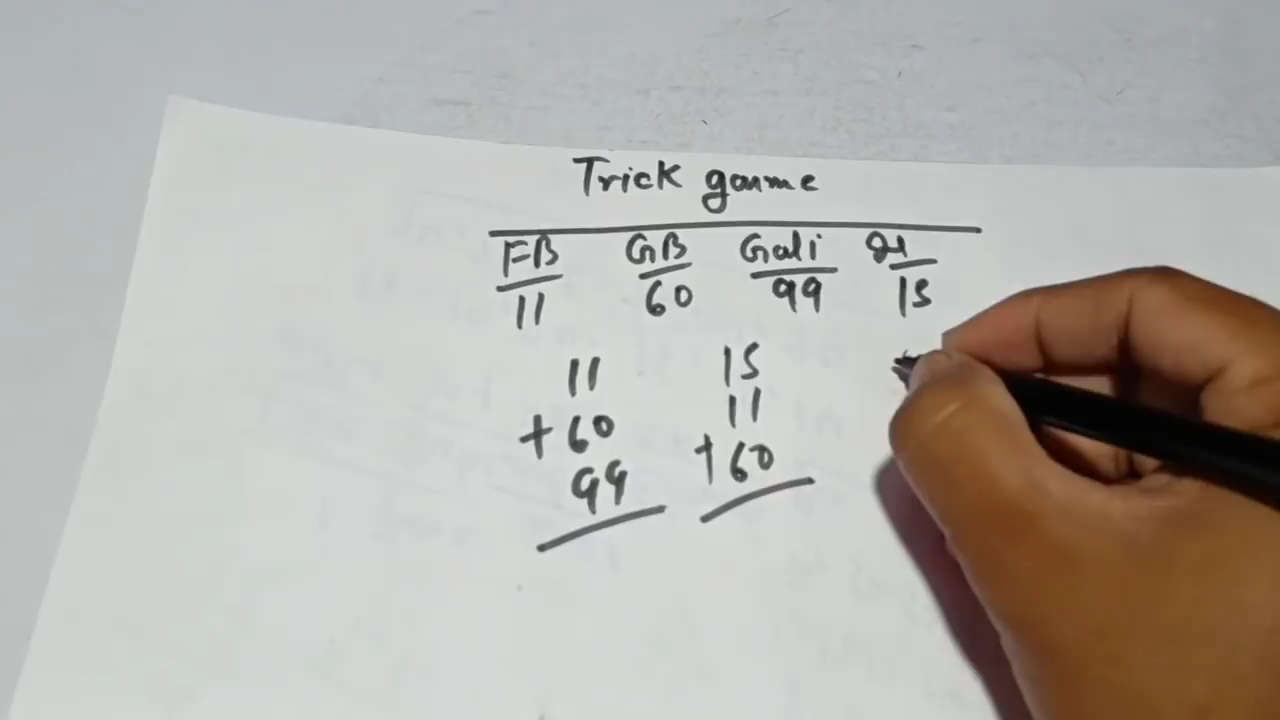 Trick game
FB GB Gali
11 60 99 15
11 15
+60 11
99 +60